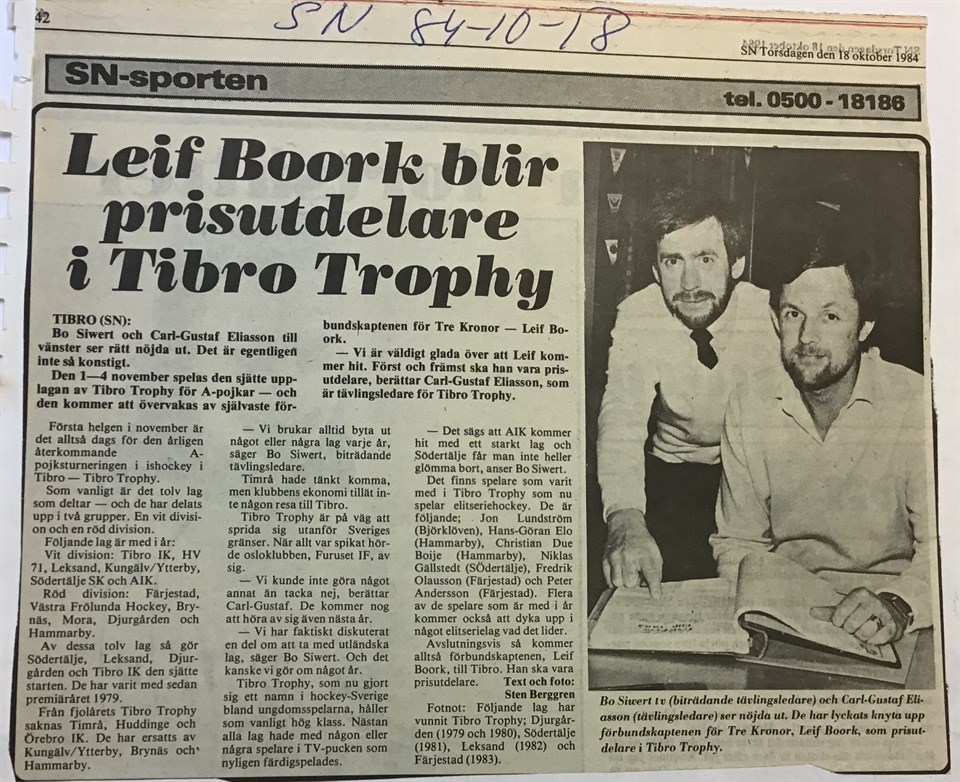 42
SN 84-10-18
SN Torsdagen den 18 oktober 1984
SN-sporten
tel. 0500 - 18186
Leif Boork blir
prisutdelare
i Tibro Trophy
TIBRO (SN):
Bo Siwert och Carl-Gustaf Eliasson till
vänster ser rätt nöjda ut. Det är egentligen
inte så konstigt.
Den 1—4 november spelas den sjätte upp-
lagan av Tibro Trophy för A-pojkar — och
den kommer att övervakas av självaste för-
bundskaptenen för Tre Kronor — Leif Bo-
ork.
— Vi är väldigt glada över att Leif kom-
mer hit. Först och främst ska han vara pris-
utdelare, berättar Carl-Gustaf Eliasson, som
är tävlingsledare för Tibro Trophy.
Första helgen i november är
det alltså dags för den årligen
återkommande A-
pojksturneringen i ishockey i
Tibro — Tibro Trophy.
Som vanligt är det tolv lag
som deltar — och de har delats
upp i två grupper. En vit divisi-
on och en röd division.
Följande lag är med i år:
Vit division: Tibro IK, HV
71, Leksand, Kungälv/Ytterby,
Södertälje SK och AIK.
Röd division: Färjestad,
Västra Frölunda Hockey, Bry-
näs, Mora, Djurgården och
Hammarby.
Av dessa tolv lag så gör
Södertälje, Leksand, Djur-
gården och Tibro IK den sjätte
starten. De har varit med sedan
premiäråret 1979.
Från fjolårets Tibro Trophy
saknas Timrå, Huddinge och
Örebro IK. De har ersatts av
Kungälv/Ytterby, Brynäs och
Hammarby.
— Vi brukar alltid byta ut
något eller några lag varje år,
säger Bo Siwert, biträdande
tävlingsledare.
Timrå hade tänkt komma,
men klubbens ekonomi tillät in-
te någon resa till Tibro.
Tibro Trophy är på väg att
sprida sig utanför Sveriges
gränser. När allt var spikat hör-
de osloklubben, Furuset IF, av
sig.
— Vi kunde inte göra något
annat än tacka nej, berättar
Carl-Gustaf. De kommer nog
att höra av sig även nästa år.
— Vi har faktiskt diskuterat
en del om att ta med utländska
lag, säger Bo Siwert. Och det
kanske vi gör om något år.
Tibro Trophy, som nu gjort
sig ett namn i hockey-Sverige
bland ungdomsspelarna, håller
som vanligt hög klass. Nästan
alla lag hade med någon eller
några spelare i TV-pucken som
nyligen färdigspelades.
— Det sägs att AIK kommer
hit med ett starkt lag och
Södertälje får man inte heller
glömma bort, anser Bo Siwert.
Det finns spelare som varit
med i Tibro Trophy som nu
spelar elitseriehockey. De är
följande; Jon Lundström
(Björklöven), Hans-Göran Elo
(Hammarby), Christian Due
Boije (Hammarby), Niklas
Gällstedt (SÖdertälje), Fredrik
Olausson (Färjestad) och Peter
Andersson (Färjestad). Flera
av de spelare som är med i år
kommer också att dyka upp i
något elitserielag vad det lider.
Avslutningsvis så kommer
alltså förbundskaptenen, Leif
Boork, till Tibro. Han ska vara
prisutdelare. Text och foto:
Sten Berggren
Fotnot: Följande lag har
vunnit Tibro Trophy; Djurgår-
den (1979 och 1980), Södertälje
(1981), Leksand (1982) och
Färjestad (1983).
Bo Siwert tv (biträdande tävlingsledare) och Carl-Gustaf Eli-
asson (tävlingsledare) ser nöjda ut. De har lyckats knyta upp
förbundskaptenen för Tre Kronor, Leif Boork, som prisut-
delare i Tibro Trophy.